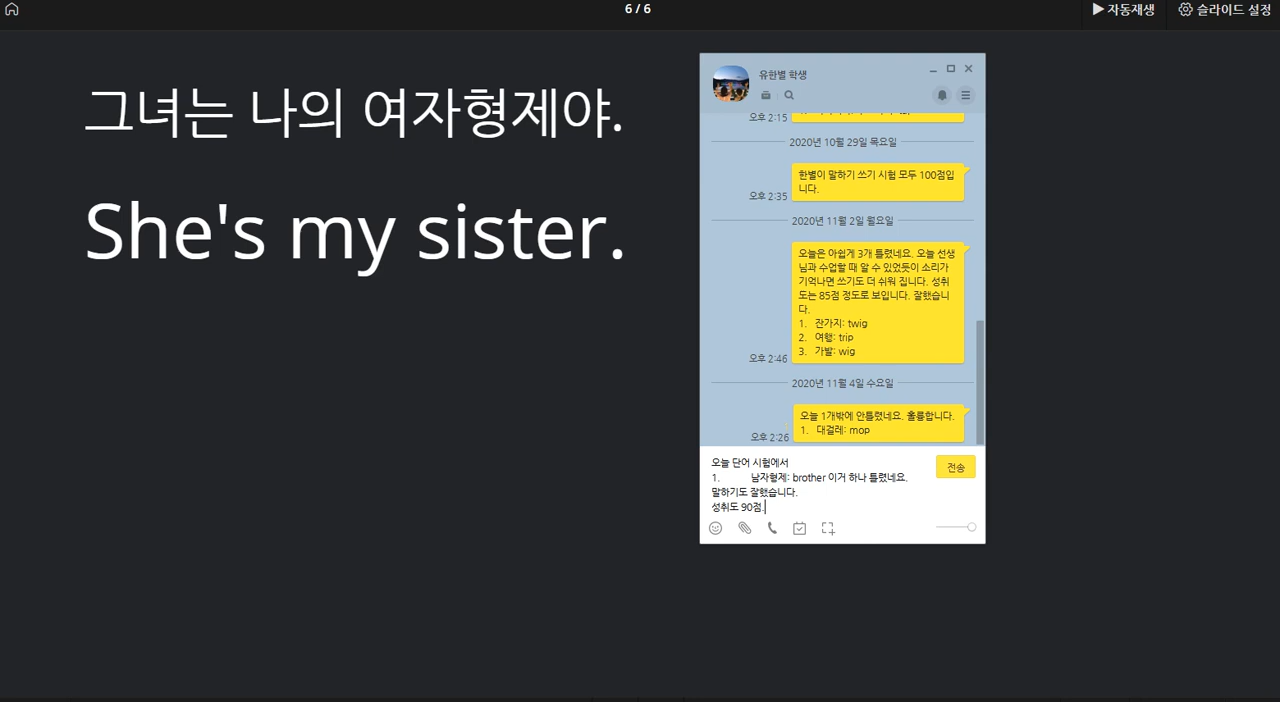 6 / 6
▶ 자동재생
슬라이드 설정
그녀는 나의 여자형제야.
She's my sister.
유한별 학생
오후 2:15
2020년 10월 29일 목요일
한별이 말하기 쓰기 시험 모두 100점입
니다.
오후 2:35
2020년 11월 2일 월요일
오늘은 아쉽게 3개 틀렸네요. 오늘 선생
님과 수업할 때 알 수 있었듯이 소리가
기억나면 쓰기도 더 쉬워 집니다. 성취
도는 85점 정도로 보입니다. 잘했습니
다.
1. 잔가지: twig
2. 여행: trip
3. 가발: wig
오후 2:46
2020년 11월 4일 수요일
오늘 1개밖에 안틀렸네요. 훌륭합니다.
1. 대걸레: mop
오후 2:26
오늘 단어 시험에서
1. 남자형제: brother 이거 하나 틀렸네요.
말하기도 잘했습니다.
성취도 90점.
전송